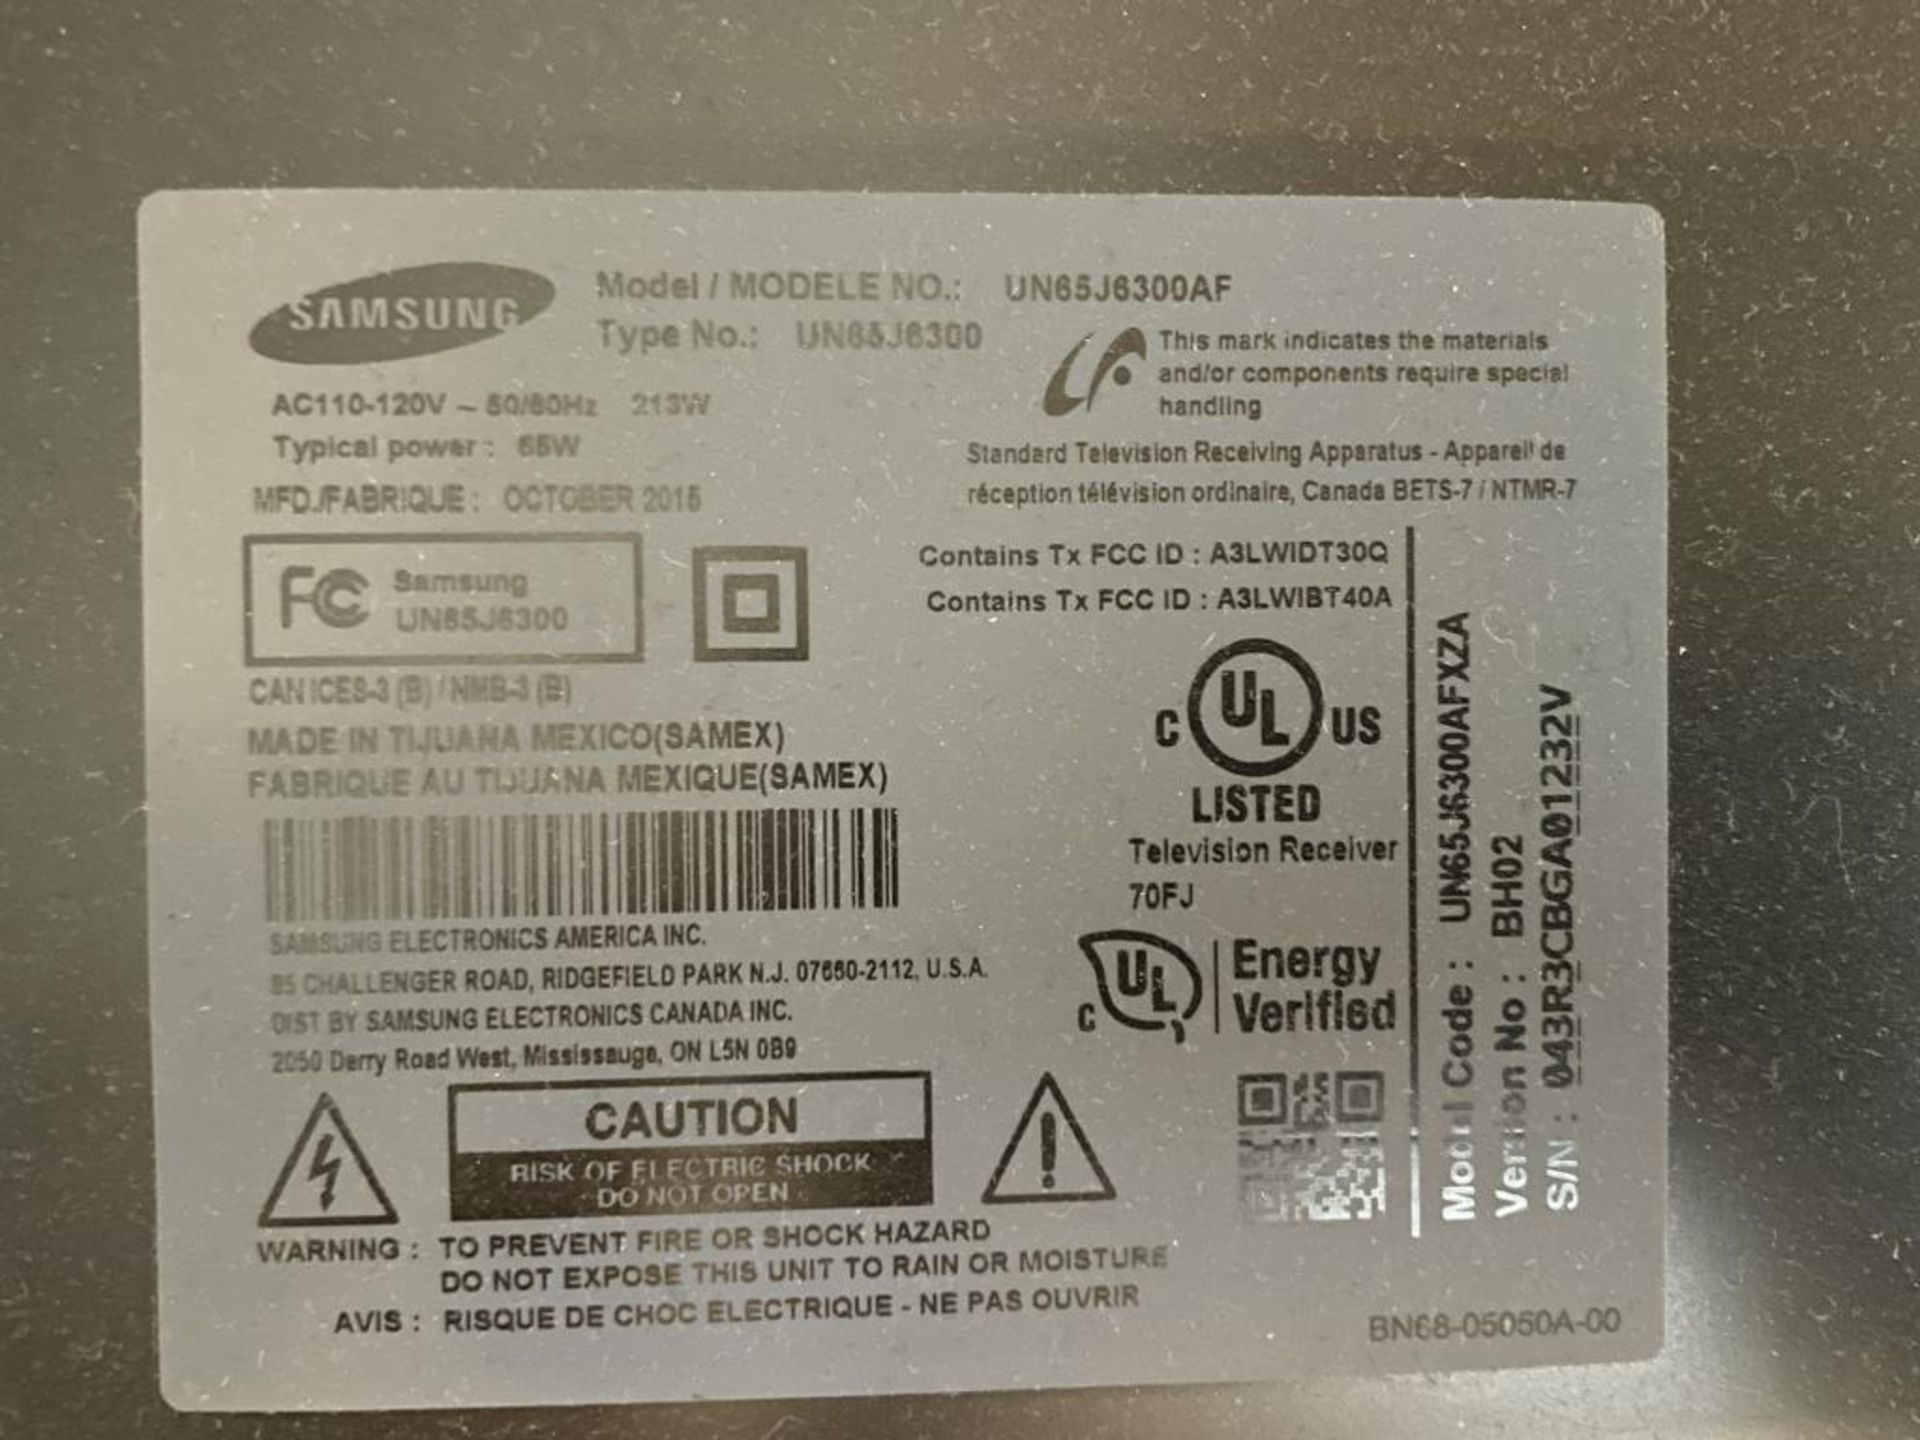 SAMSUNG
Model / MODELE NO.: UN65J6300AF
Type No.: UN65J6300
This mark indicates the materials
and/or components require special
handling
AC110-120V ~ 50/60Hz 213W
Typical power : 65W
MFD./FABRIQUE : OCTOBER 2015
Standard Television Receiving Apparatus - Appareil de
réception télévision ordinaire, Canada BETS-7 / NTMR-7
FC Samsung
UN65J6300
CAN ICES-3 (B) / NMB-3 (B)
MADE IN TIJUANA MEXICO(SAMEX)
FABRIQUE AU TIJUANA MEXIQUE(SAMEX)
Contains Tx FCC ID : A3LWIDT30Q
Contains Tx FCC ID : A3LWIBT40A
C UL US
LISTED
Television Receiver
70FJ
C UL Energy
Verified
SAMSUNG ELECTRONICS AMERICA INC.
85 CHALLENGER ROAD, RIDGEFIELD PARK N.J. 07660-2112, U.S.A.
DIST BY SAMSUNG ELECTRONICS CANADA INC.
2050 Derry Road West, Mississauga, ON L5N 0B9
CAUTION
RISK OF ELECTRIC SHOCK
DO NOT OPEN
WARNING : TO PREVENT FIRE OR SHOCK HAZARD
DO NOT EXPOSE THIS UNIT TO RAIN OR MOISTURE
AVIS : RISQUE DE CHOC ELECTRIQUE - NE PAS OUVRIR
Model Code : UN65J6300AFXZA
Version No : BH02
S/N : 043R3CBGA01232V
BN68-05050A-00